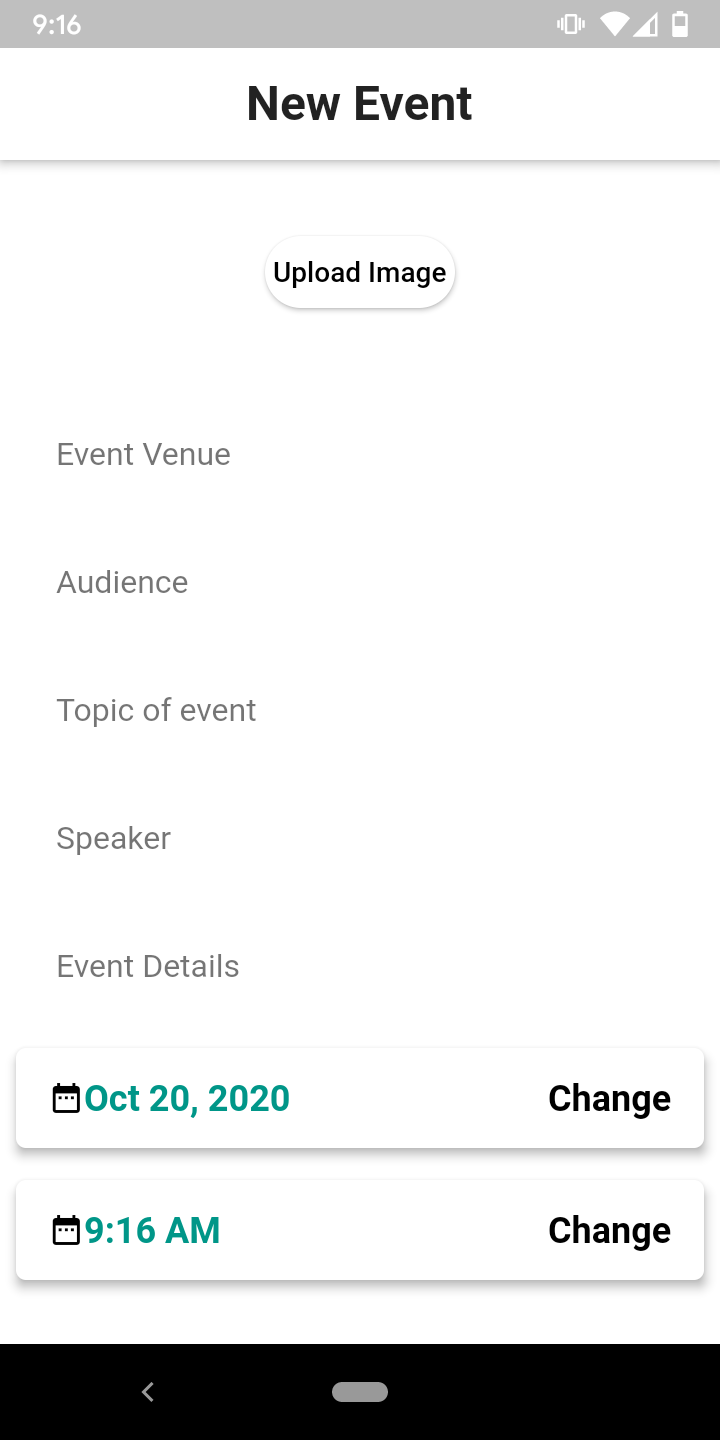 9:16
New Event
Upload Image
Event Venue
Audience
Topic of event
Speaker
Event Details
Oct 20, 2020 Change
9:16 AM Change